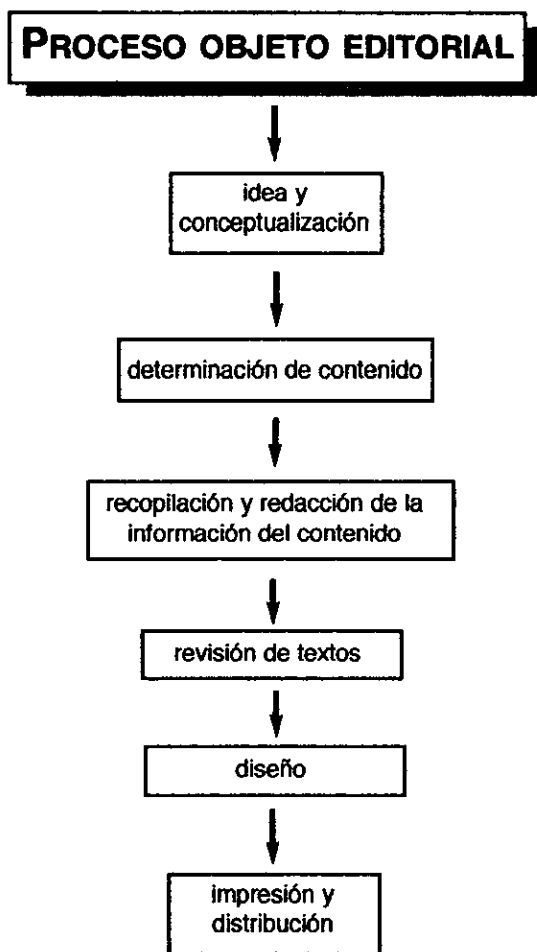 PROCESO OBJETO EDITORIAL
idea y
conceptualización
determinación de contenido
recopilación y redacción de la
información del contenido
revisión de textos
diseño
impresión y
distribución